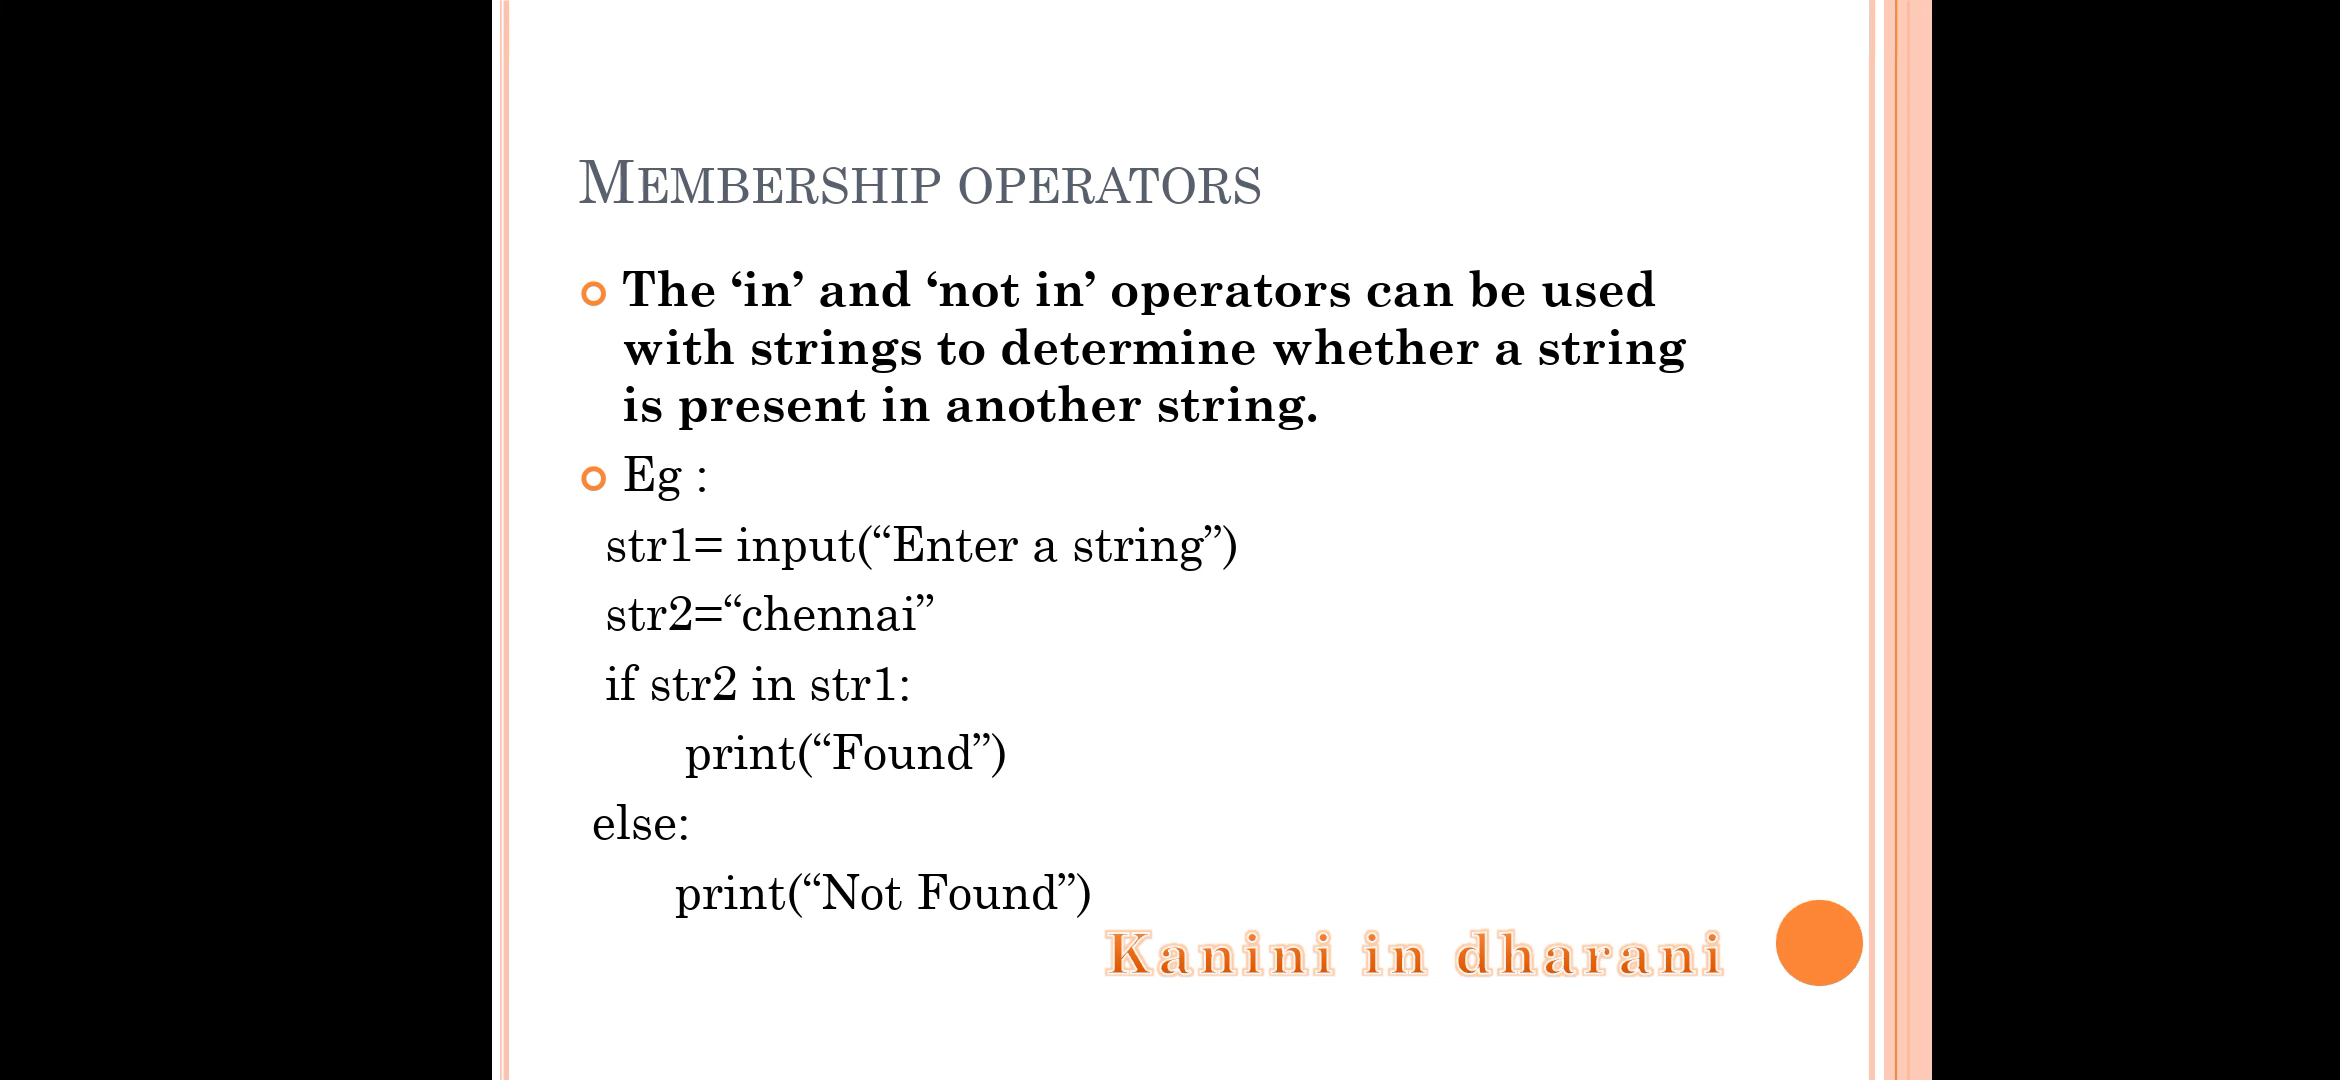 MEMBERSHIP OPERATORS
The ‘in’ and ‘not in’ operators can be used
with strings to determine whether a string
is present in another string.
Eg :
str1= input(“Enter a string”)
str2=“chennai”
if str2 in str1:
print(“Found”)
else:
print(“Not Found”)
Kanini in dharani